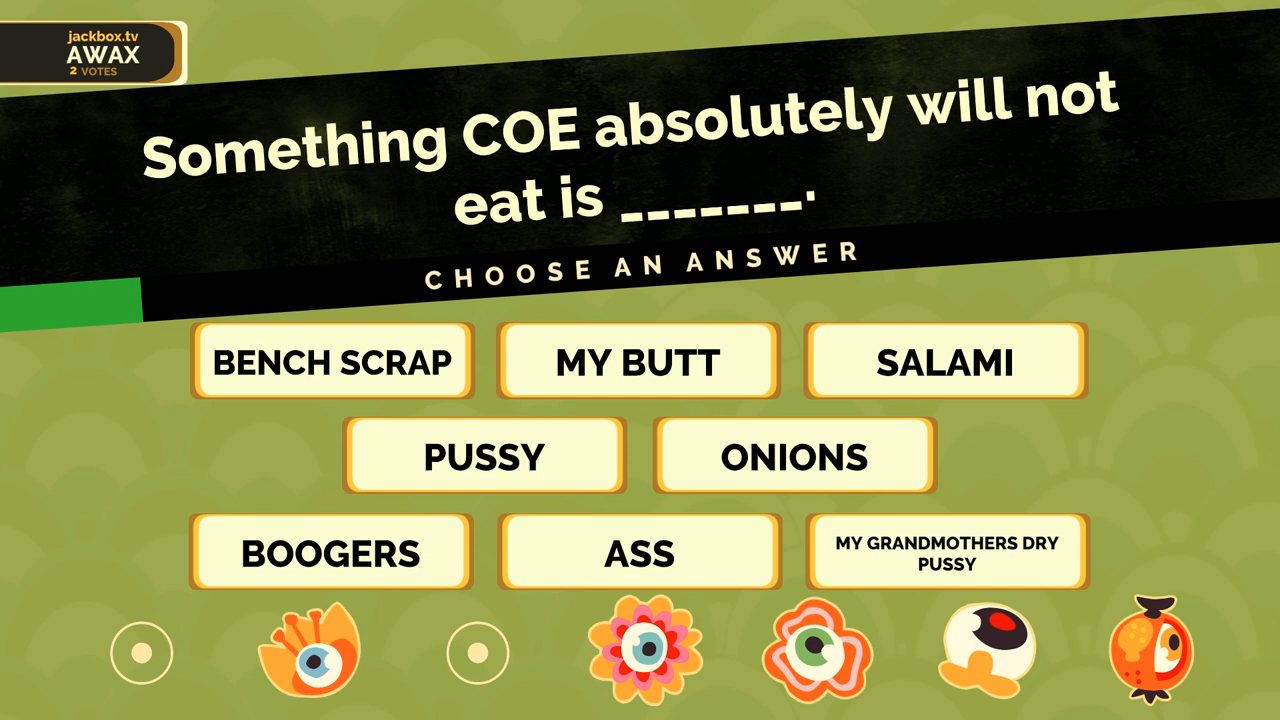 jackbox.tv
AWAX
2 VOTES
Something COE absolutely will not
eat is _______.
CHOOSE AN ANSWER
BENCH SCRAP
MY BUTT
SALAMI
PUSSY
ONIONS
BOOGERS
ASS
MY GRANDMOTHERS DRY
PUSSY